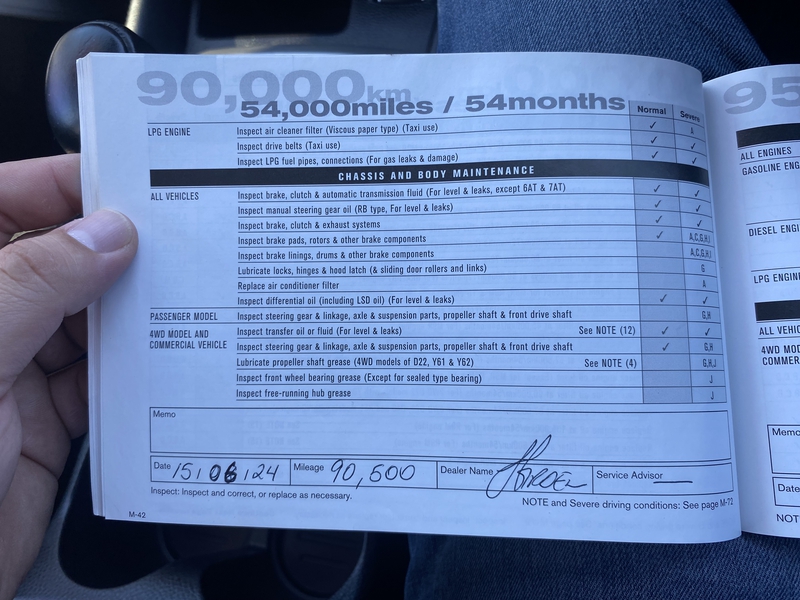 90,000km
54,000miles / 54months
Normal Severe
LPG ENGINE Inspect air cleaner filter (Viscous paper type) (Taxi use) ✓ A
Inspect drive belts (Taxi use) ✓ ✓
Inspect LPG fuel pipes, connections (For gas leaks & damage) ✓ ✓
CHASSIS AND BODY MAINTENANCE
ALL VEHICLES Inspect brake, clutch & automatic transmission fluid (For level & leaks, except 6AT & 7AT) ✓ ✓
Inspect manual steering gear oil (RB type, For level & leaks) ✓ ✓
Inspect brake, clutch & exhaust systems ✓ ✓
Inspect brake pads, rotors & other brake components ✓ A,C,G,H,
Inspect brake linings, drums & other brake components A,C,G,H,
Lubricate locks, hinges & hood latch (& sliding door rollers and links) G
Replace air conditioner filter A
Inspect differential oil (including LSD oil) (For level & leaks) ✓ ✓
PASSENGER MODEL Inspect steering gear & linkage, axle & suspension parts, propeller shaft & front drive shaft G,H
4WD MODEL AND COMMERCIAL VEHICLE Inspect transfer oil or fluid (For level & leaks) See NOTE (12) ✓ ✓
Inspect steering gear & linkage, axle & suspension parts, propeller shaft & front drive shaft ✓ G,H
Lubricate propeller shaft grease (4WD models of D22, Y61 & Y62) See NOTE (4) G,H,J
Inspect front wheel bearing grease (Except for sealed type bearing) J
Inspect free-running hub grease J
Memo
Date 15/06/24 Mileage 90,500 Dealer Name Service Advisor
Inspect: Inspect and correct, or replace as necessary.
NOTE and Severe driving conditions: See page M-72
M-42
95
ALL ENGINES
GASOLINE ENG
DIESEL ENGIN
LPG ENGINE
ALL VEHIC
4WD MO
COMMER
Memo
Date
NOT